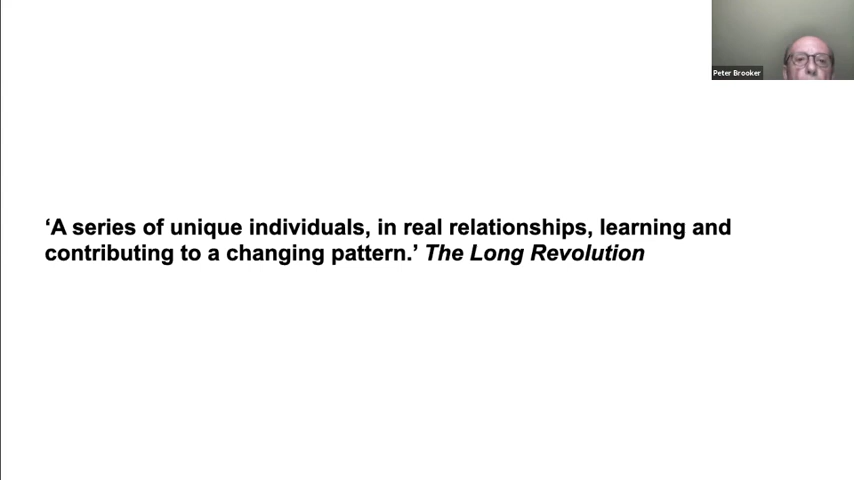 Peter Brooker
‘A series of unique individuals, in real relationships, learning and
contributing to a changing pattern.’ The Long Revolution